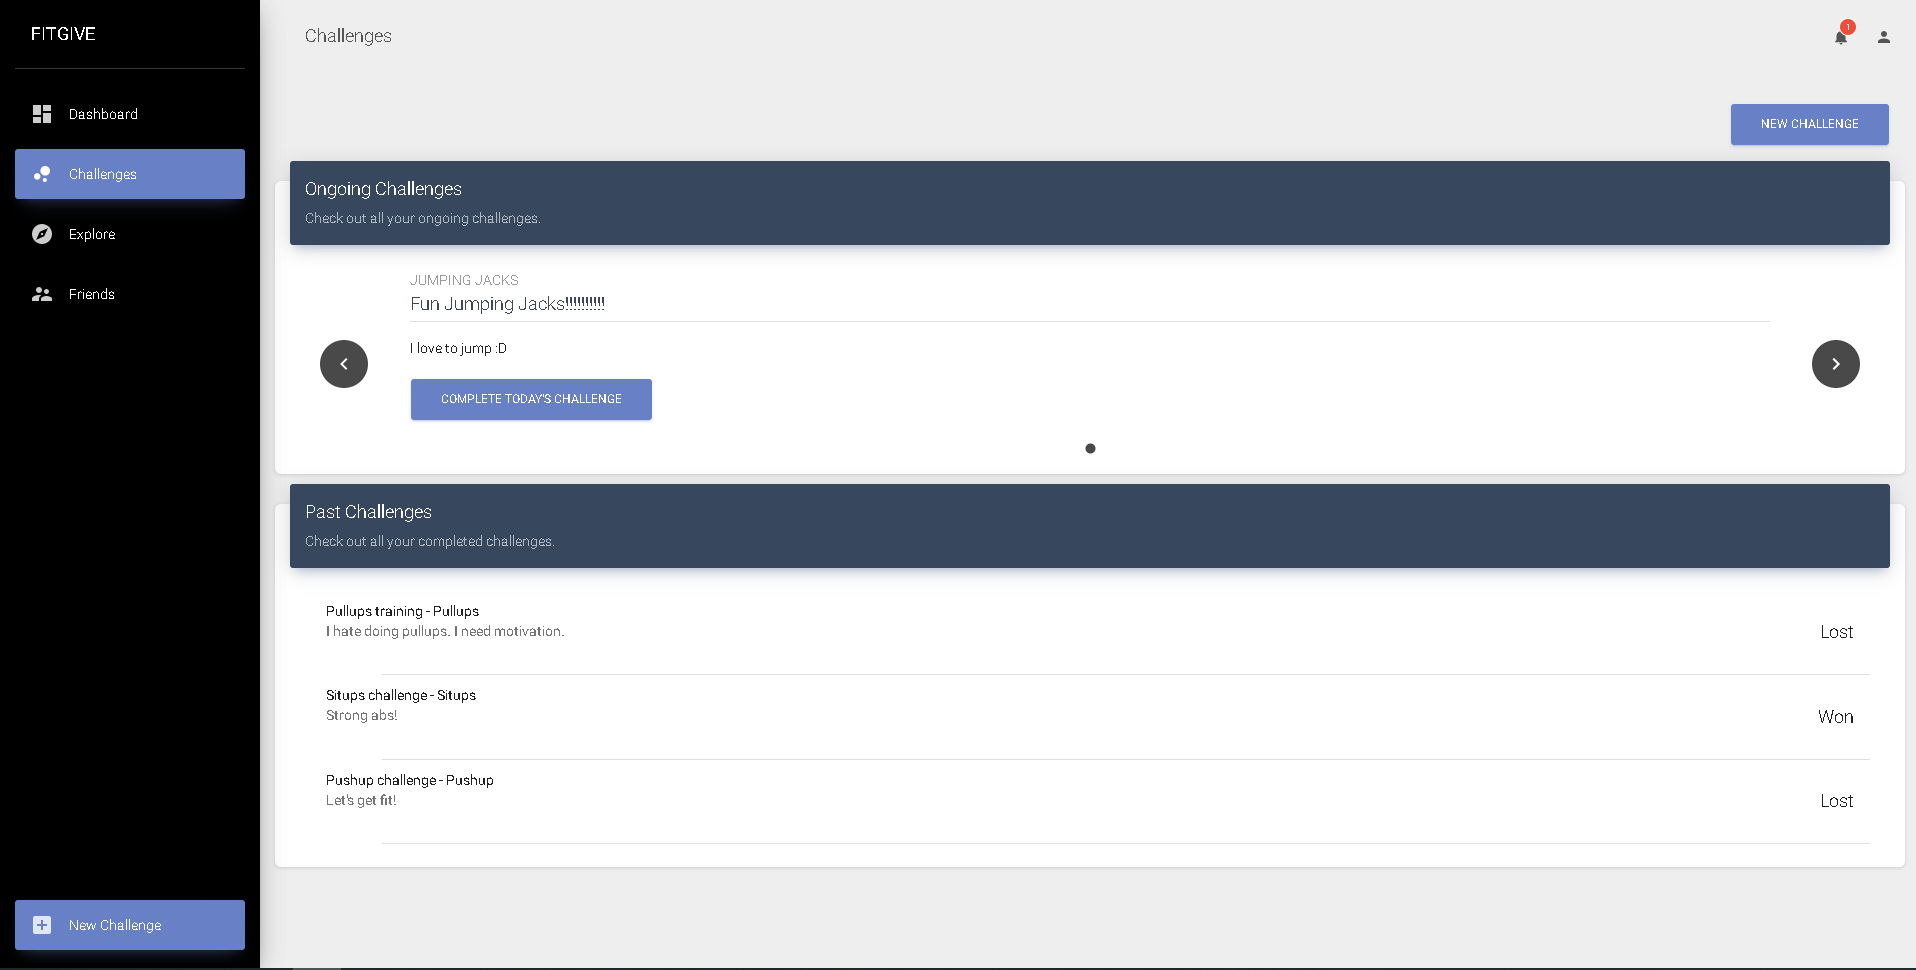 FITGIVE
Dashboard
Challenges
Explore
Friends
New Challenge
Challenges
1
NEW CHALLENGE
Ongoing Challenges
Check out all your ongoing challenges.
JUMPING JACKS
Fun Jumping Jacks!!!!!!!!!!
I love to jump :D
COMPLETE TODAY'S CHALLENGE
Past Challenges
Check out all your completed challenges.
Pullups training - Pullups
I hate doing pullups. I need motivation.
Lost
Situps challenge - Situps
Strong abs!
Won
Pushup challenge - Pushup
Let's get fit!
Lost